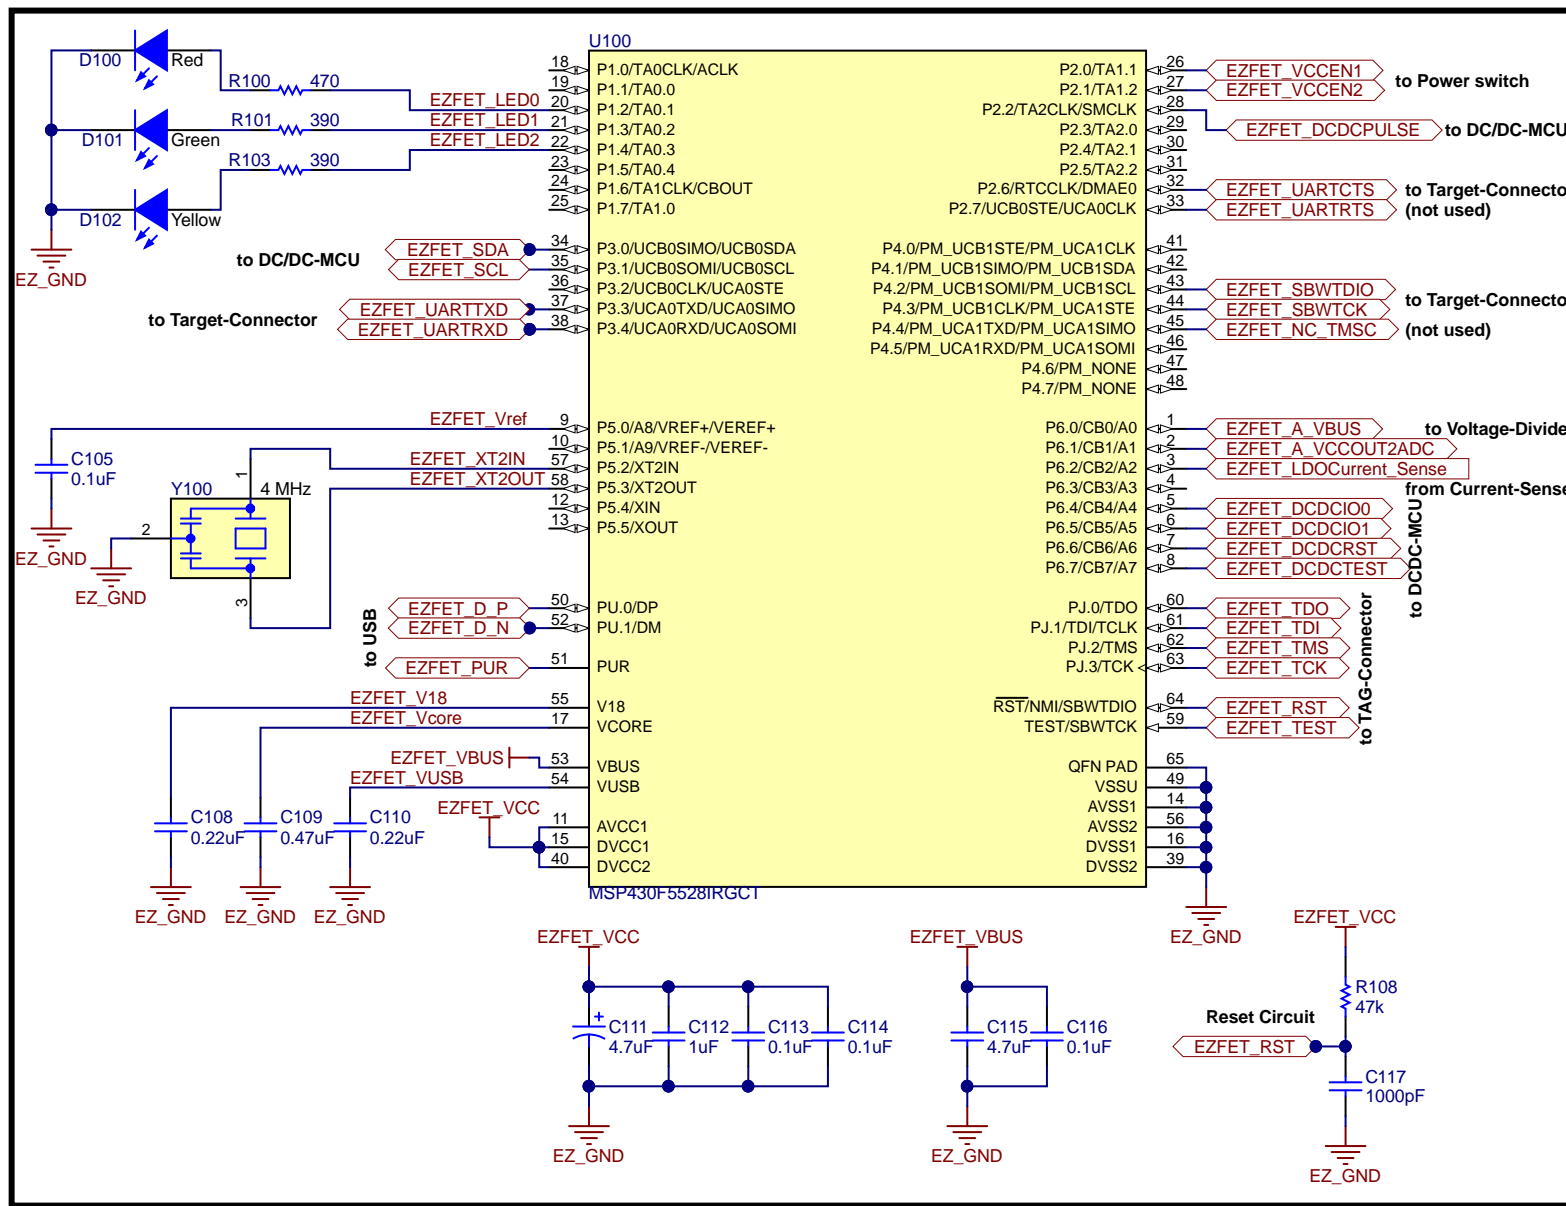 U100
D100
Red
R100 470
D101
Green
R101 390
R103 390
D102
Yellow
EZ_GND
EZFET_LED0
EZFET_LED1
EZFET_LED2
18 P1.0/TA0CLK/ACLK
19 P1.1/TA0.0
20 P1.2/TA0.1
21 P1.3/TA0.2
22 P1.4/TA0.3
23 P1.5/TA0.4
24 P1.6/TA1CLK/CBOUT
25 P1.7/TA1.0
to DC/DC-MCU
EZFET_SDA 34 P3.0/UCB0SIMO/UCB0SDA
EZFET_SCL 35 P3.1/UCB0SOMI/UCB0SCL
36 P3.2/UCB0CLK/UCA0STE
to Target-Connector
EZFET_UARTTXD 37 P3.3/UCA0TXD/UCA0SIMO
EZFET_UARTRXD 38 P3.4/UCA0RXD/UCA0SOMI
EZFET_Vref 9 P5.0/A8/VREF+/VEREF+
10 P5.1/A9/VREF-/VEREF-
EZFET_XT2IN 57 P5.2/XT2IN
EZFET_XT2OUT 58 P5.3/XT2OUT
12 P5.4/XIN
13 P5.5/XOUT
C105
0.1uF
EZ_GND
Y100
4 MHz
1
2
3
EZ_GND
to USB
EZFET_D_P 50 PU.0/DP
EZFET_D_N 52 PU.1/DM
EZFET_PUR 51 PUR
EZFET_V18 55 V18
EZFET_Vcore 17 VCORE
EZFET_VBUS 53 VBUS
EZFET_VUSB 54 VUSB
EZFET_VCC
11 AVCC1
15 DVCC1
40 DVCC2
C108
0.22uF
C109
0.47uF
C110
0.22uF
EZ_GND
EZ_GND
EZ_GND
MSP430F5528IRGCT
P2.0/TA1.1 26 EZFET_VCCEN1
P2.1/TA1.2 27 EZFET_VCCEN2
to Power switch
P2.2/TA2CLK/SMCLK 28
EZFET_DCDCPULSE to DC/DC-MCU
P2.3/TA2.0 29
P2.4/TA2.1 30
P2.5/TA2.2 31
P2.6/RTCCLK/DMAE0 32 EZFET_UARTCTS to Target-Connecto
P2.7/UCB0STE/UCA0CLK 33 EZFET_UARTRTS (not used)
P4.0/PM_UCB1STE/PM_UCA1CLK 41
P4.1/PM_UCB1SIMO/PM_UCB1SDA 42
P4.2/PM_UCB1SOMI/PM_UCB1SCL 43 EZFET_SBWTDIO
to Target-Connecto
P4.3/PM_UCB1CLK/PM_UCA1STE 44 EZFET_SBWTCK
P4.4/PM_UCA1TXD/PM_UCA1SIMO 45 EZFET_NC_TMSC (not used)
P4.5/PM_UCA1RXD/PM_UCA1SOMI 46
P4.6/PM_NONE 47
P4.7/PM_NONE 48
P6.0/CB0/A0 1 EZFET_A_VBUS to Voltage-Divide
P6.1/CB1/A1 2 EZFET_A_VCCOUT2ADC
P6.2/CB2/A2 3 EZFET_LDOCurrent_Sense
from Current-Sense
P6.3/CB3/A3 4
P6.4/CB4/A4 5 EZFET_DCDCIO0
P6.5/CB5/A5 6 EZFET_DCDCIO1
P6.6/CB6/A6 7 EZFET_DCDCRST
P6.7/CB7/A7 8 EZFET_DCDCTEST
to DCDC-MCU
PJ.0/TDO 60 EZFET_TDO
PJ.1/TDI/TCLK 61 EZFET_TDI
PJ.2/TMS 62 EZFET_TMS
PJ.3/TCK 63 EZFET_TCK
RST/NMI/SBWTDIO 64 EZFET_RST
TEST/SBWTCK 59 EZFET_TEST
to TAG-Connector
QFN PAD 65
VSSU 49
AVSS1 14
AVSS2 56
DVSS1 16
DVSS2 39
EZ_GND
EZFET_VCC
+
C111
4.7uF
C112
1uF
C113
0.1uF
C114
0.1uF
EZ_GND
EZFET_VBUS
C115
4.7uF
C116
0.1uF
EZ_GND
EZFET_VCC
R108
47k
Reset Circuit
EZFET_RST
C117
1000pF
EZ_GND